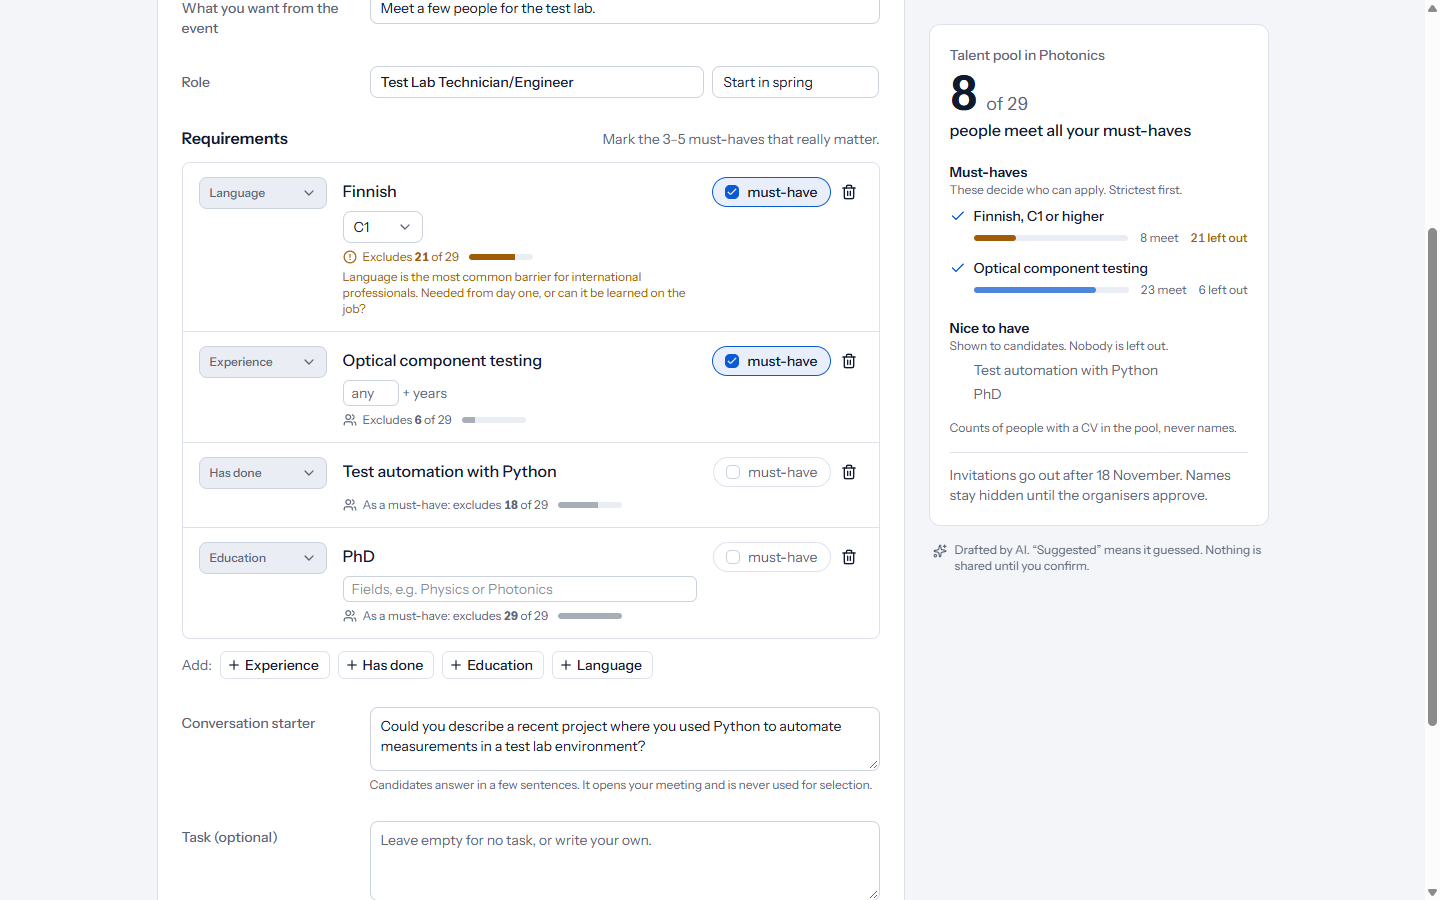 What you want from the
event
Meet a few people for the test lab.
Role
Test Lab Technician/Engineer
Start in spring
Requirements
Mark the 3–5 must-haves that really matter.
Language
Finnish
must-have
C1
Excludes 21 of 29
Language is the most common barrier for international
professionals. Needed from day one, or can it be learned on the
job?
Experience
Optical component testing
must-have
any + years
Excludes 6 of 29
Has done
Test automation with Python
must-have
As a must-have: excludes 18 of 29
Education
PhD
must-have
Fields, e.g. Physics or Photonics
As a must-have: excludes 29 of 29
Add: + Experience + Has done + Education + Language
Conversation starter
Could you describe a recent project where you used Python to automate
measurements in a test lab environment?
Candidates answer in a few sentences. It opens your meeting and is never used for selection.
Task (optional)
Leave empty for no task, or write your own.
Talent pool in Photonics
8 of 29
people meet all your must-haves
Must-haves
These decide who can apply. Strictest first.
Finnish, C1 or higher
8 meet 21 left out
Optical component testing
23 meet 6 left out
Nice to have
Shown to candidates. Nobody is left out.
Test automation with Python
PhD
Counts of people with a CV in the pool, never names.
Invitations go out after 18 November. Names
stay hidden until the organisers approve.
Drafted by AI. “Suggested” means it guessed. Nothing is
shared until you confirm.